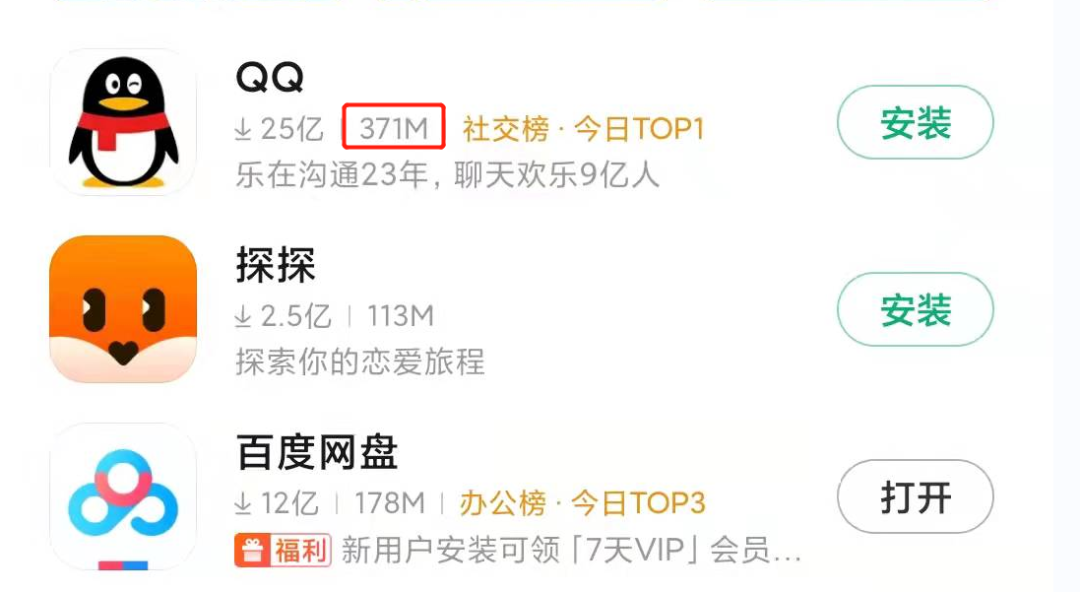 QQ
25亿 371M 社交榜 · 今日TOP1
安装
乐在沟通23年，聊天欢乐9亿人
探探
2.5亿 | 113M
安装
探索你的恋爱旅程
百度网盘
12亿 | 178M | 办公榜 · 今日TOP3
打开
福利 新用户安装可领「7天VIP」会员...